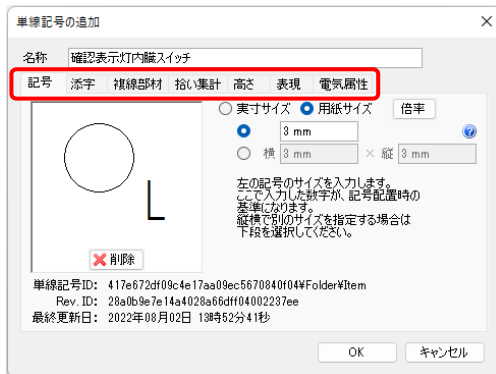 単線記号の追加
名称 確認表示灯内臓スイッチ
記号 添字 複線部材 拾い集計 高さ 表現 電気属性
実寸サイズ 用紙サイズ 倍率
3 mm
横 3 mm × 縦 3 mm
左の記号のサイズを入力します。
ここで入力した数字が、記号配置時の
基準になります。
縦横で別のサイズを指定する場合は
下段を選択してください。
L
削除
単線記号ID: 417e672df09c4e17aa09ec5670840f04¥Folder¥Item
Rev. ID: 28a0b9e7e14a4028a66dff04002237ee
最終更新日: 2022年08月02日 13時52分41秒
OK キャンセル